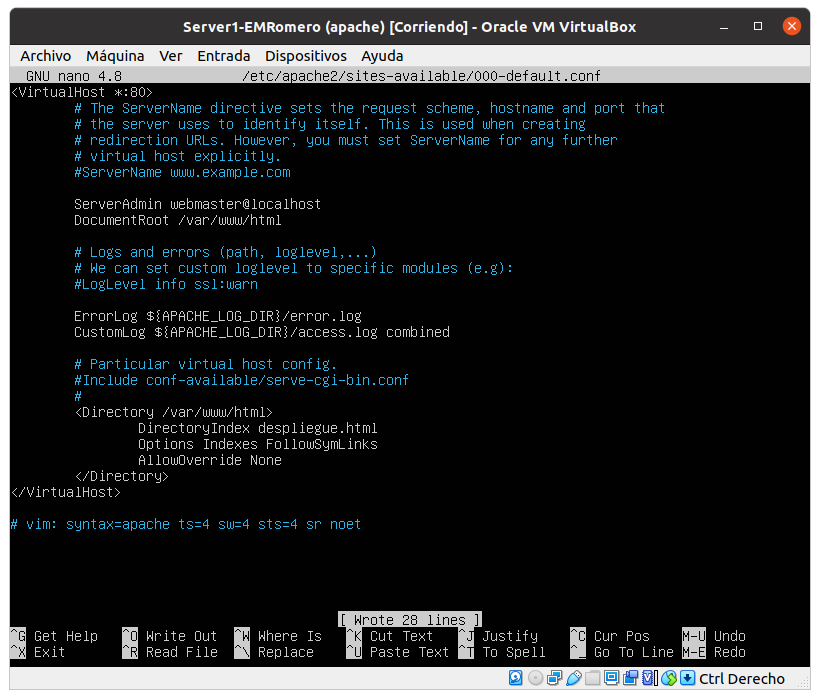 Server1-EMRomero (apache) [Corriendo] - Oracle VM VirtualBox
Archivo Máquina Ver Entrada Dispositivos Ayuda
GNU nano 4.8 /etc/apache2/sites-available/000-default.conf
<VirtualHost *:80>
# The ServerName directive sets the request scheme, hostname and port that
# the server uses to identify itself. This is used when creating
# redirection URLs. However, you must set ServerName for any further
# virtual host explicitly.
#ServerName www.example.com
ServerAdmin webmaster@localhost
DocumentRoot /var/www/html
# Logs and errors (path, loglevel,...)
# We can set custom loglevel to specific modules (e.g):
#LogLevel info ssl:warn
ErrorLog ${APACHE_LOG_DIR}/error.log
CustomLog ${APACHE_LOG_DIR}/access.log combined
# Particular virtual host config.
#Include conf-available/serve-cgi-bin.conf
#
<Directory /var/www/html>
DirectoryIndex despliegue.html
Options Indexes FollowSymLinks
AllowOverride None
</Directory>
</VirtualHost>
# vim: syntax=apache ts=4 sw=4 sts=4 sr noet
[ Wrote 28 lines ]
^G Get Help ^O Write Out ^W Where Is ^K Cut Text ^J Justify ^C Cur Pos M-U Undo
^X Exit ^R Read File ^\ Replace ^U Paste Text ^T To Spell ^_ Go To Line M-E Redo
Ctrl Derecho